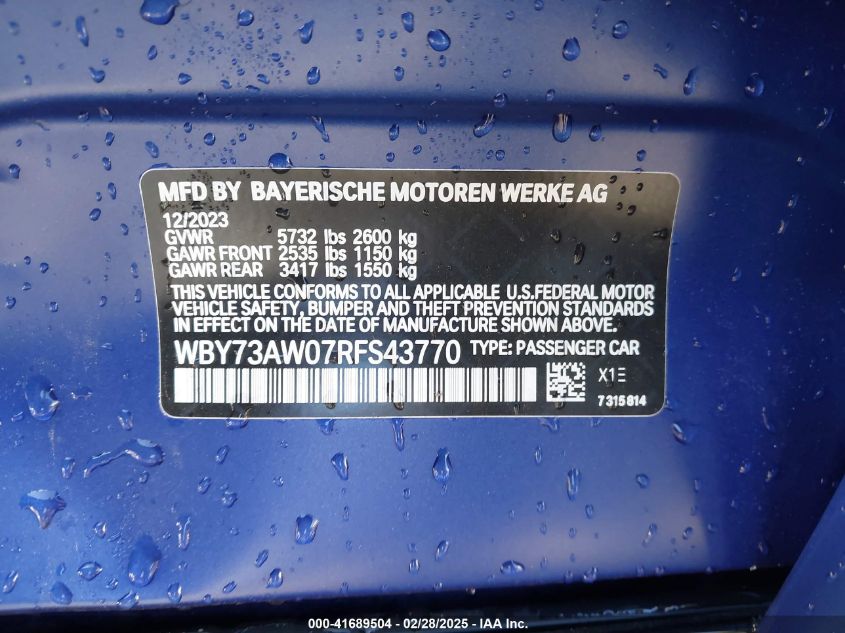 MFD BY BAYERISCHE MOTOREN WERKE AG
12/2023
GVWR 5732 lbs 2600 kg
GAWR FRONT 2535 lbs 1150 kg
GAWR REAR 3417 lbs 1550 kg
THIS VEHICLE CONFORMS TO ALL APPLICABLE U.S.FEDERAL MOTOR
VEHICLE SAFETY, BUMPER AND THEFT PREVENTION STANDARDS
IN EFFECT ON THE DATE OF MANUFACTURE SHOWN ABOVE.
WBY73AW07RFS43770 TYPE: PASSENGER CAR
X1Ξ
7315814
000-41689504 - 02/28/2025 - IAA Inc.